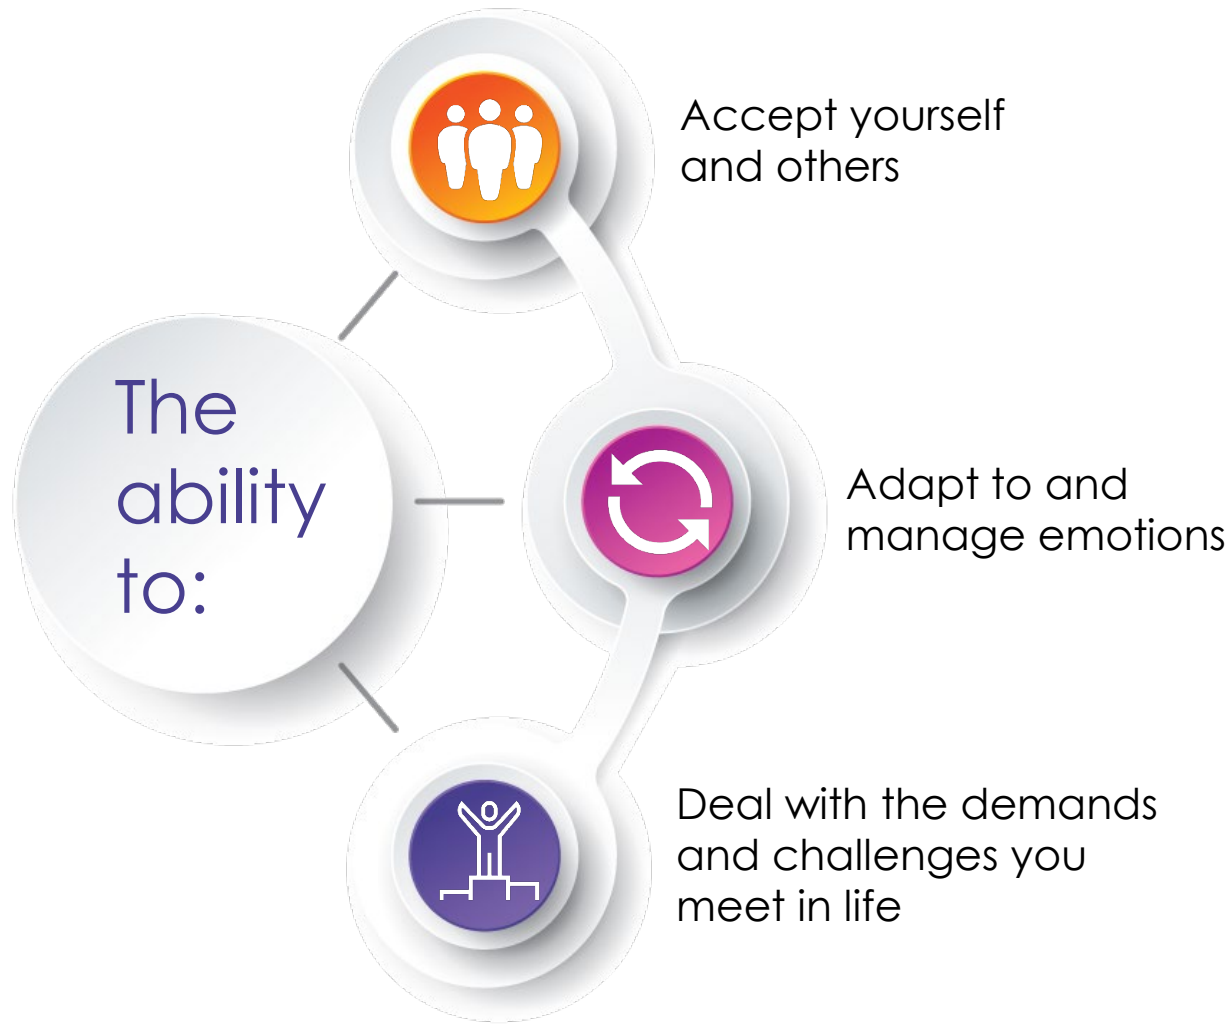 The
ability
to:
Accept yourself
and others
Adapt to and
manage emotions
Deal with the demands
and challenges you
meet in life